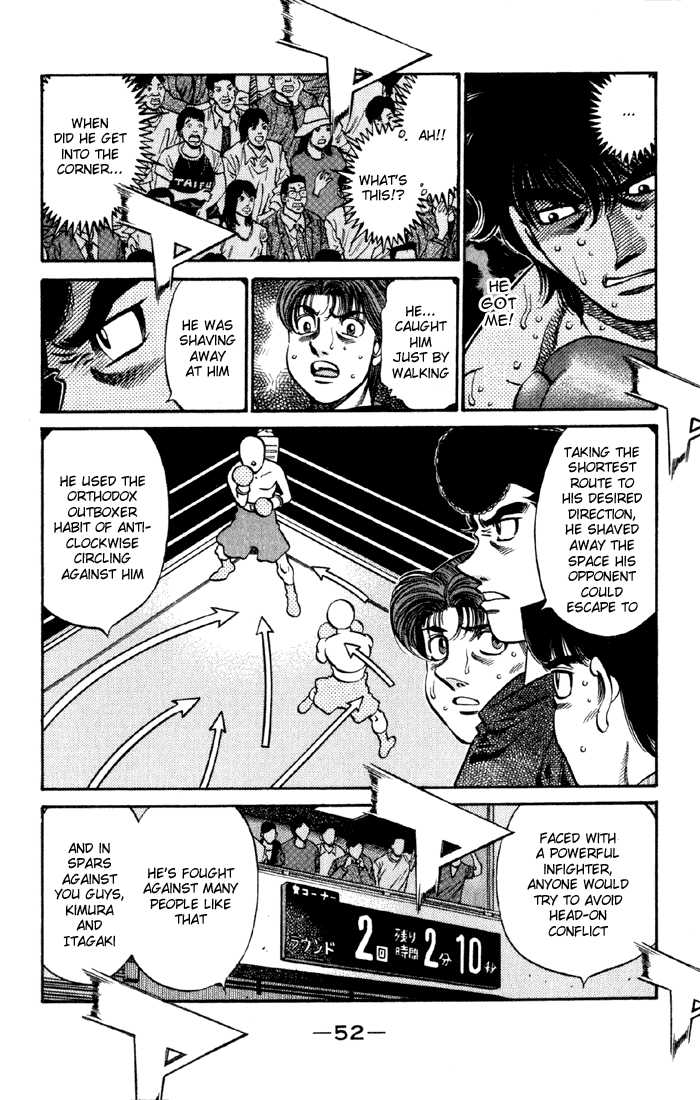 ...
HE
GOT
ME!
AH!!
WHAT'S
THIS!?
WHEN
DID HE GET
INTO THE
CORNER...
TAIFU
HE...
CAUGHT
HIM
JUST BY
WALKING
HE WAS
SHAVING
AWAY
AT HIM
TAKING THE
SHORTEST
ROUTE TO
HIS DESIRED
DIRECTION,
HE SHAVED
AWAY THE
SPACE HIS
OPPONENT
COULD
ESCAPE TO
HE USED THE
ORTHODOX
OUTBOXER
HABIT OF ANTI-
CLOCKWISE
CIRCLING
AGAINST HIM
FACED WITH
A POWERFUL
INFIGHTER,
ANYONE WOULD
TRY TO AVOID
HEAD-ON
CONFLICT
HE'S FOUGHT
AGAINST MANY
PEOPLE LIKE
THAT
AND IN
SPARS
AGAINST
YOU GUYS,
KIMURA
AND
ITAGAKI
コーナー
ラウンド 2回 残り時間 2分10秒
—52—